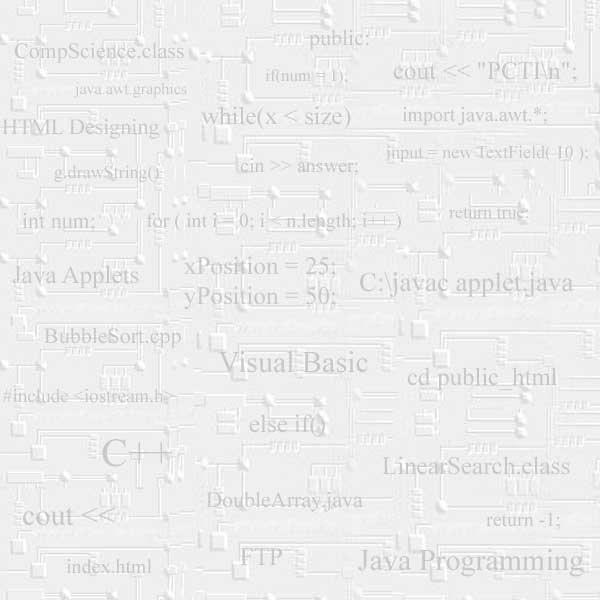 public:
CompScience.class
if(num = 1);
cout << "PCTI\n";
java.awt.graphics
while(x < size)
import java.awt.*;
HTML Designing
input = new TextField( 10 );
g.drawString()
cin >> answer;
int num;
for ( int i = 0; i < n.length; i++ )
return true;
Java Applets
xPosition = 25;
yPosition = 50;
C:\javac applet.java
BubbleSort.cpp
Visual Basic
cd public_html
#include <iostream.h>
else if()
C++
LinearSearch.class
DoubleArray.java
cout <<
return -1;
FTP
Java Programming
index.html